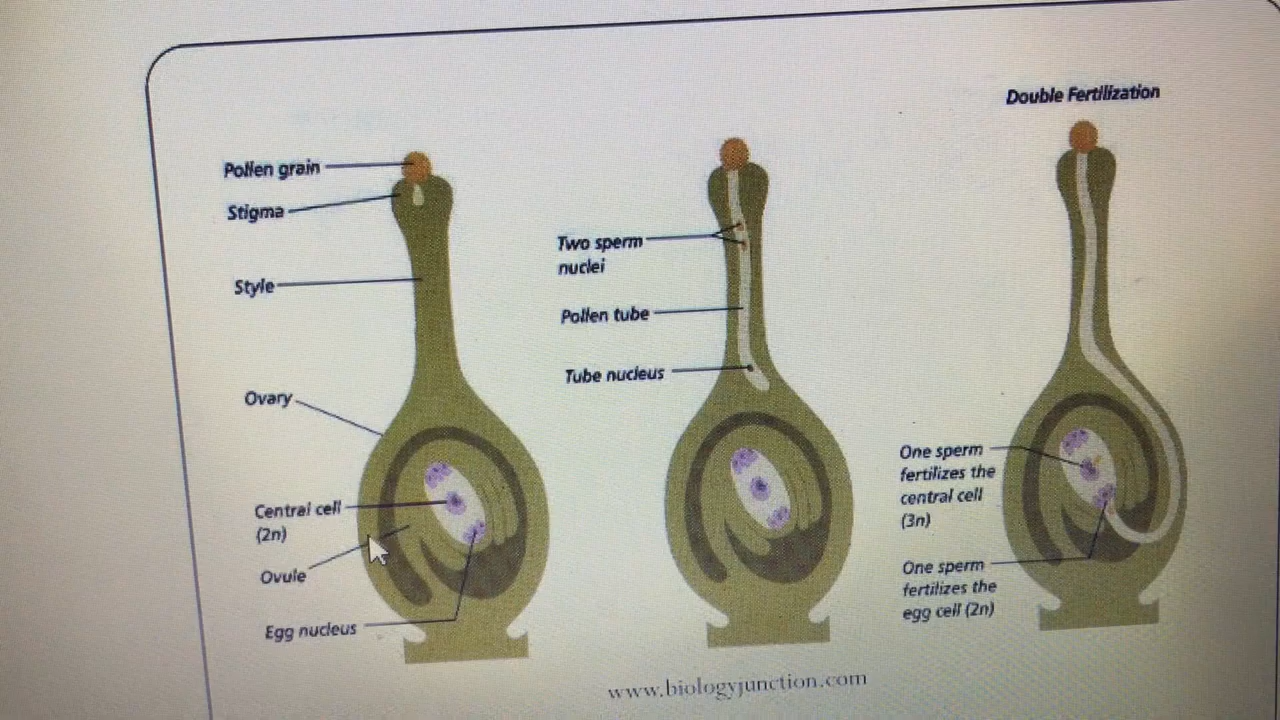 Double Fertilization
Pollen grain
Stigma
Style
Ovary
Central cell
(2n)
Ovule
Egg nucleus
Two sperm
nuclei
Pollen tube
Tube nucleus
One sperm
fertilizes the
central cell
(3n)
One sperm
fertilizes the
egg cell (2n)
www.biologyjunction.com